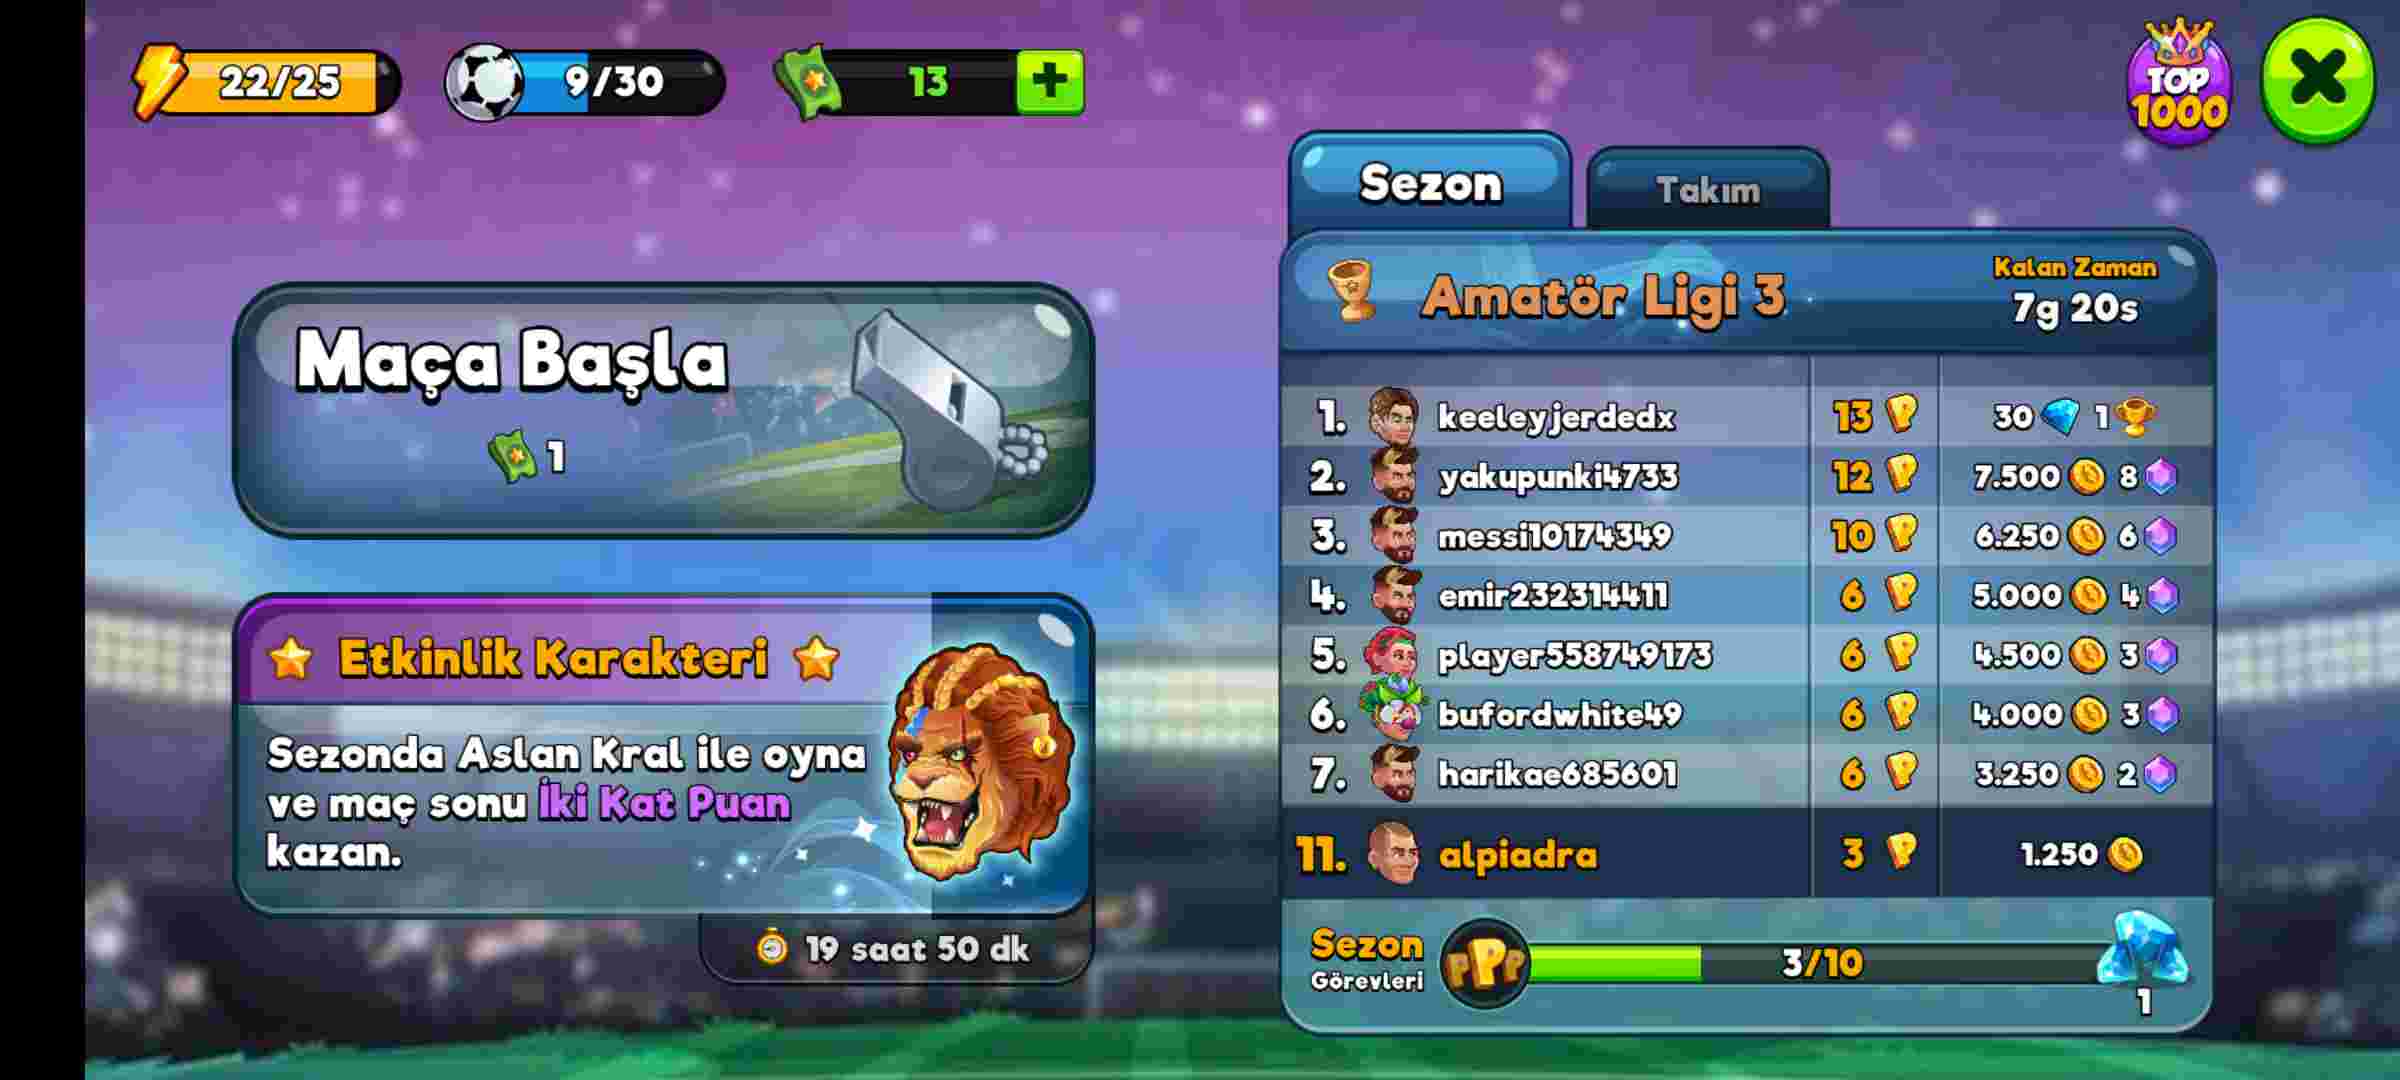 22/25
9/30
13
TOP
1000
Sezon
Takım
Maça Başla
1
Etkinlik Karakteri
Sezonda Aslan Kral ile oyna
ve maç sonu İki Kat Puan
kazan.
19 saat 50 dk
Amatör Ligi 3
Kalan Zaman
7g 20s
1. keeleyjerdedx 13 30 1
2. yakupunki4733 12 7.500 8
3. messi10174349 10 6.250 6
4. emir232314411 6 5.000 4
5. player558749173 6 4.500 3
6. bufordwhite49 6 4.000 3
7. harikae685601 6 3.250 2
11. alpiadra 3 1.250
Sezon
Görevleri
PPP
3/10
1